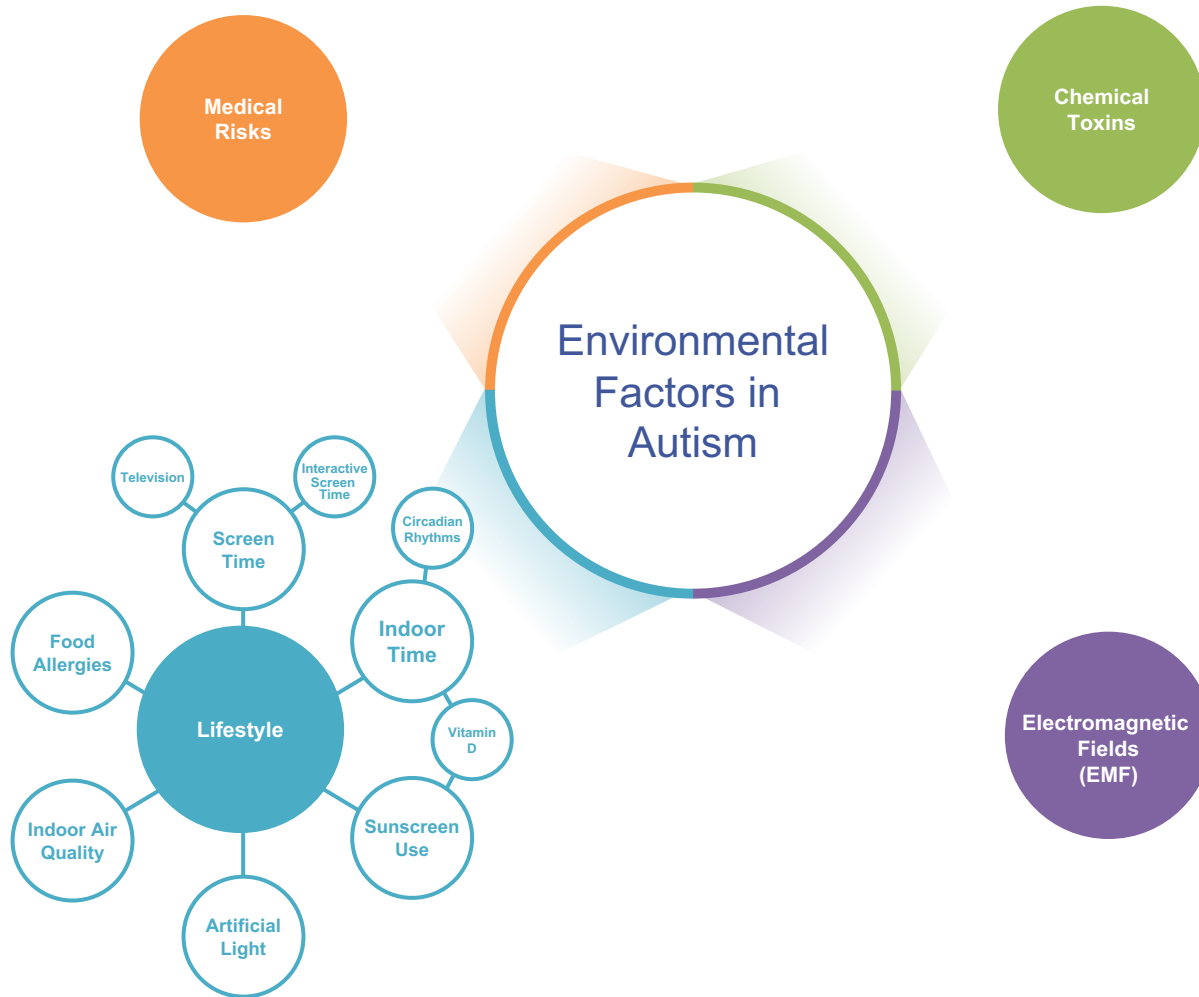 Medical
Risks
Chemical
Toxins
Environmental
Factors in
Autism
Television
Interactive
Screen
Time
Circadian
Rhythms
Screen
Time
Indoor
Time
Food
Allergies
Lifestyle
Vitamin
D
Electromagnetic
Fields
(EMF)
Indoor Air
Quality
Sunscreen
Use
Artificial
Light